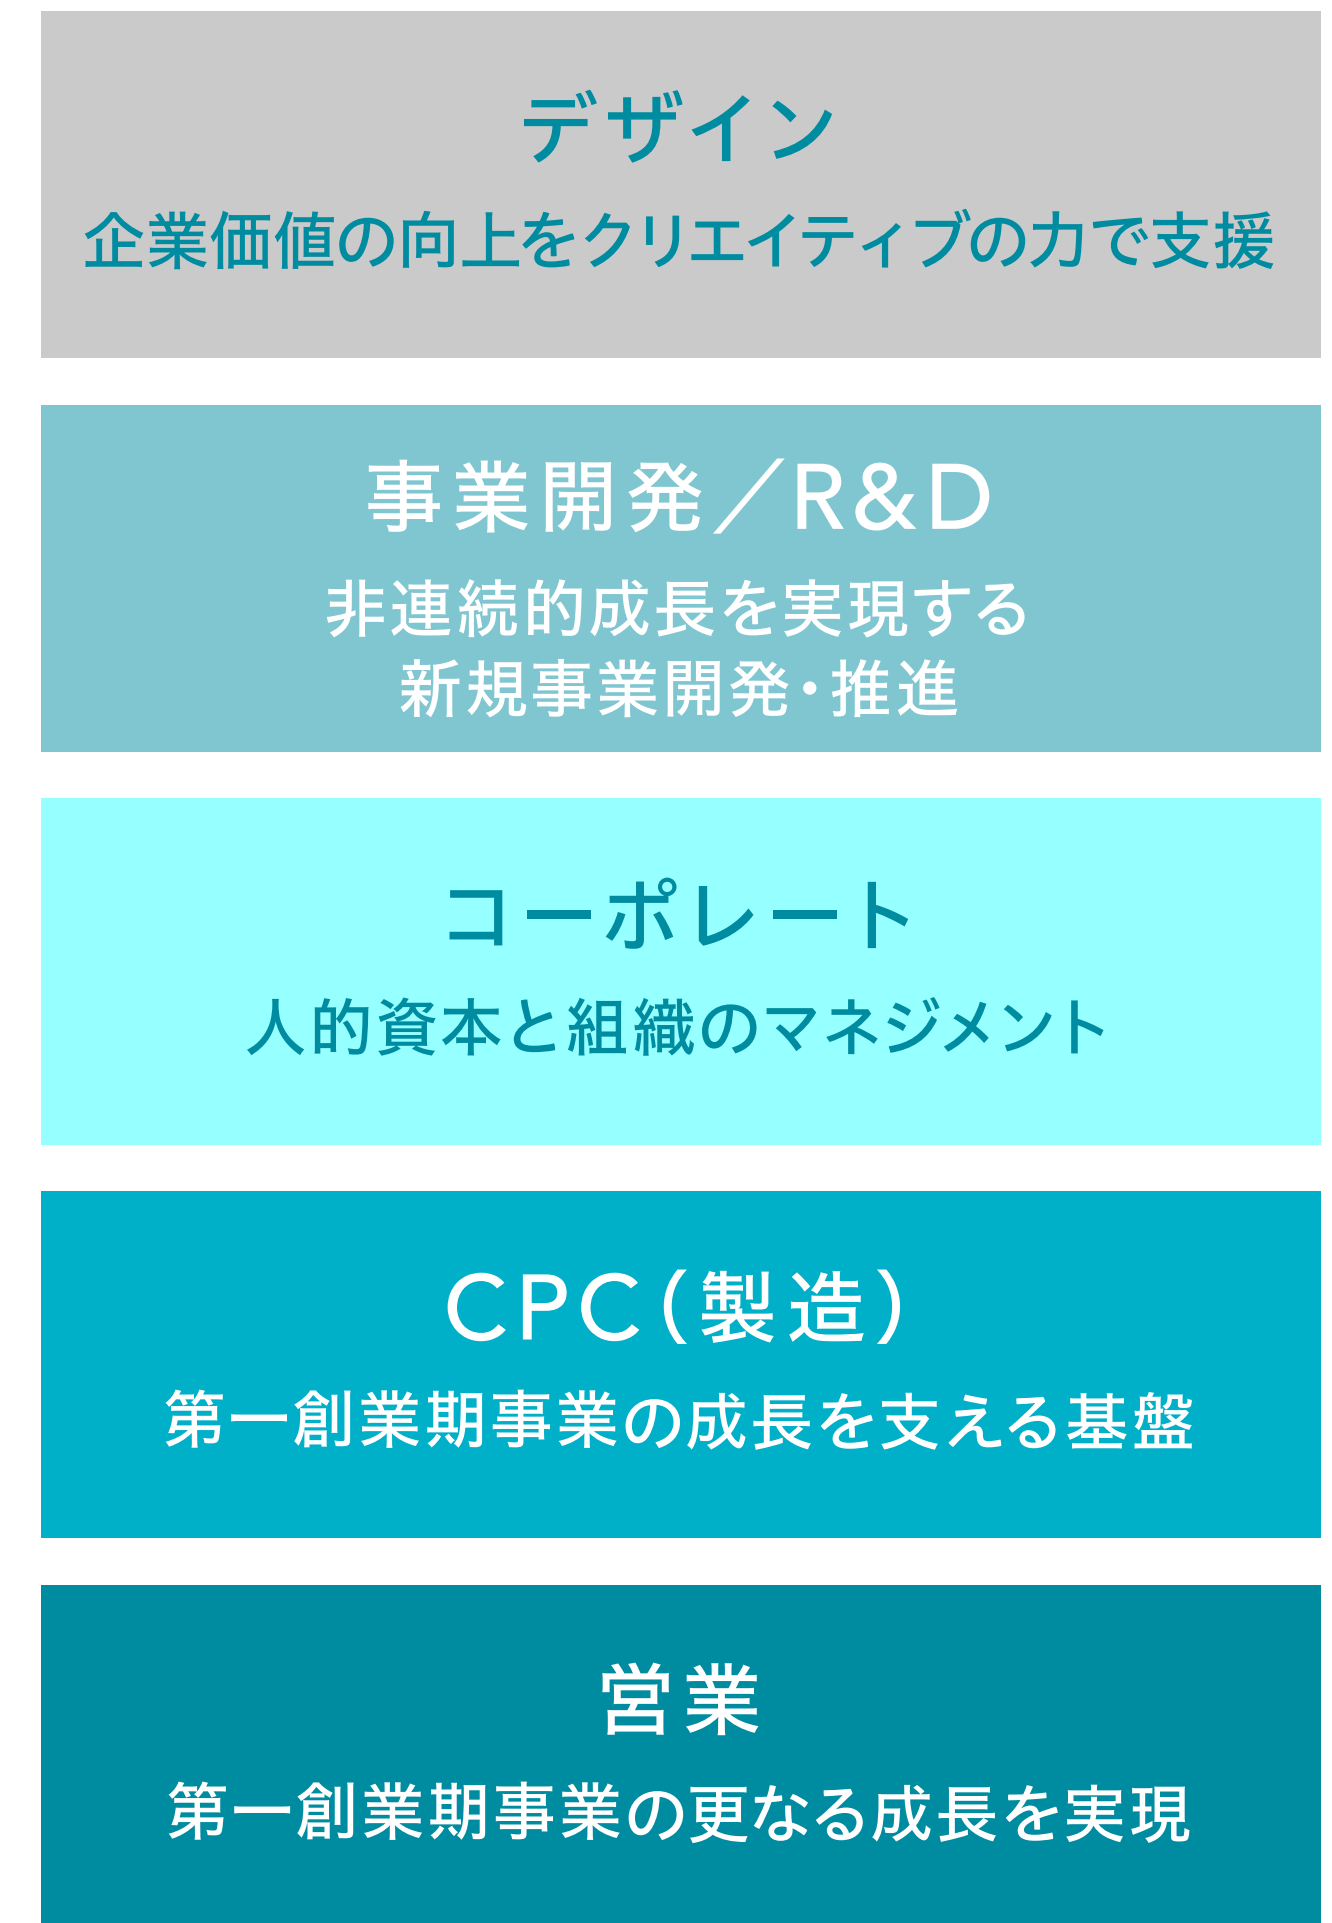 デザイン
企業価値の向上をクリエイティブの力で支援
事業開発／R&D
非連続的成長を実現する
新規事業開発・推進
コーポレート
人的資本と組織のマネジメント
CPC（製造）
第一創業期事業の成長を支える基盤
営業
第一創業期事業の更なる成長を実現